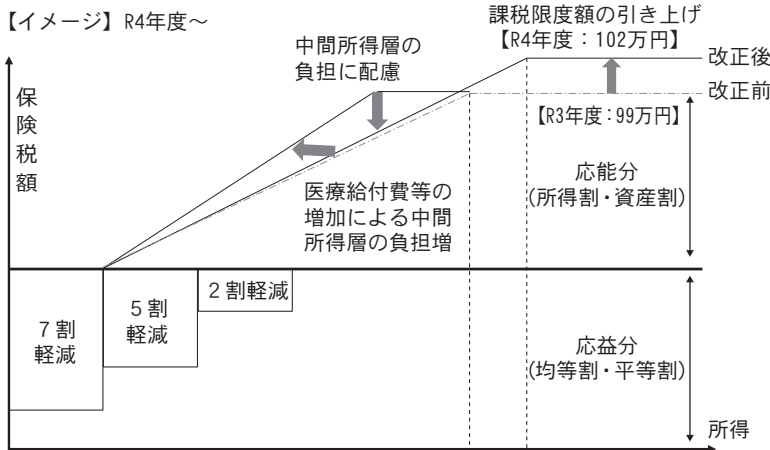 【イメージ】R4年度～
課税限度額の引き上げ
【R4年度：102万円】
中間所得層の
負担に配慮
改正後
改正前
保険税額
【R3年度：99万円】
応能分
(所得割・資産割)
医療給付費等の
増加による中間
所得層の負担増
２割軽減
５割
軽減
７割
軽減
応益分
(均等割・平等割)
所得